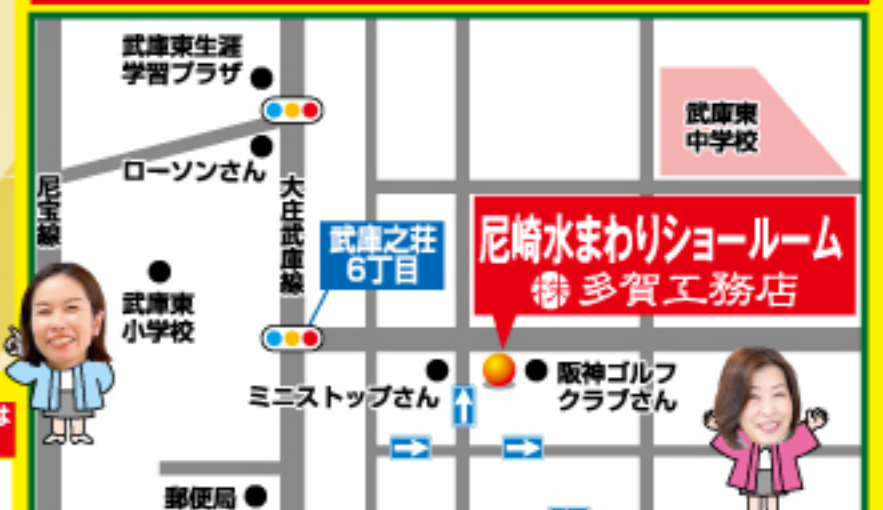 武庫東生涯
学習プラザ
ローソンさん
尼宝線
大庄武庫線
武庫東
中学校
尼崎水まわりショールーム
㈱多賀工務店
武庫之荘
6丁目
武庫東
小学校
ミニストップさん
阪神ゴルフ
クラブさん
は
郵便局